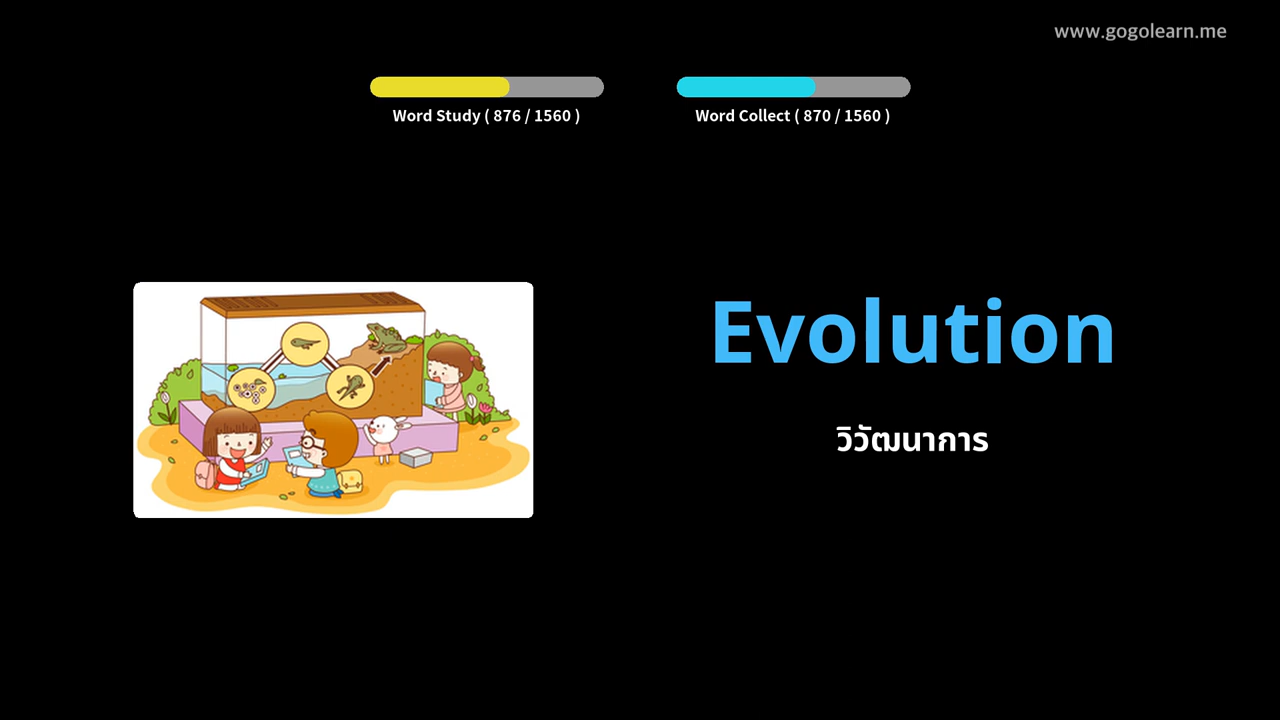 www.gogolearn.me
Word Study ( 876 / 1560 )
Word Collect ( 870 / 1560 )
Evolution
วิวัฒนาการ